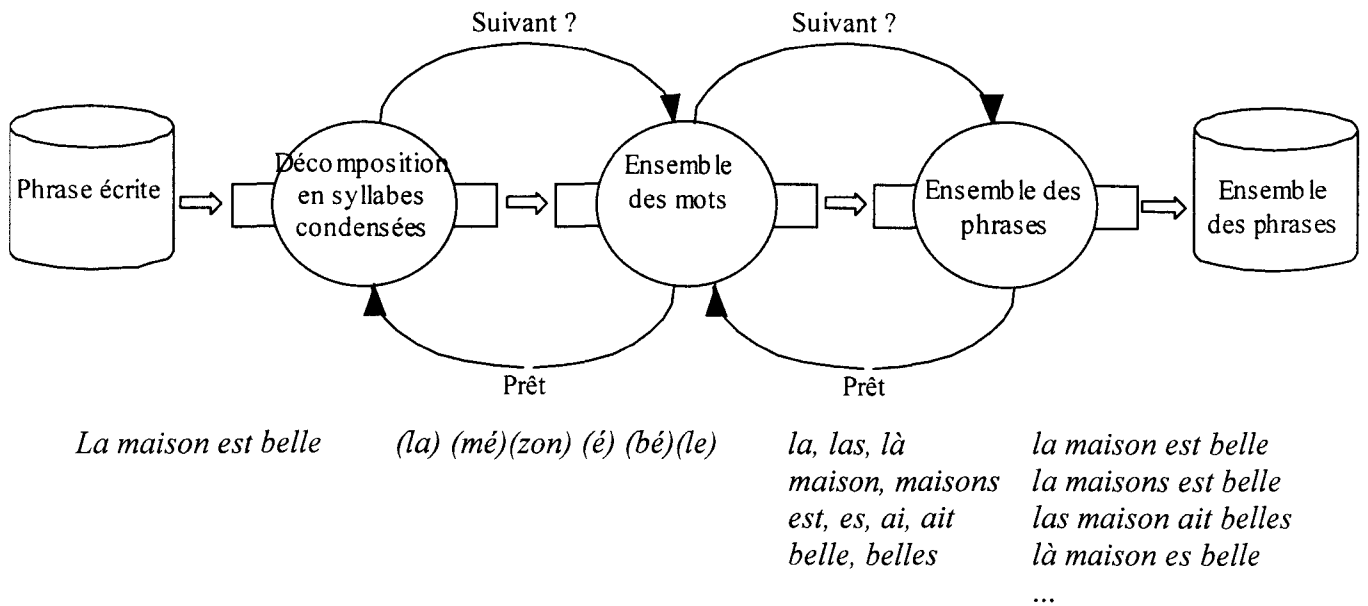 Suivant ?
Suivant ?
Phrase écrite
Décomposition
en syllabes
condensées
Ensemble
des mots
Ensemble des
phrases
Ensemble
des phrases
Prêt
Prêt
La maison est belle
(la) (mé)(zon) (é) (bé)(le)
la, las, là
maison, maisons
est, es, ai, ait
belle, belles
la maison est belle
la maisons est belle
las maison ait belles
là maison es belle
...